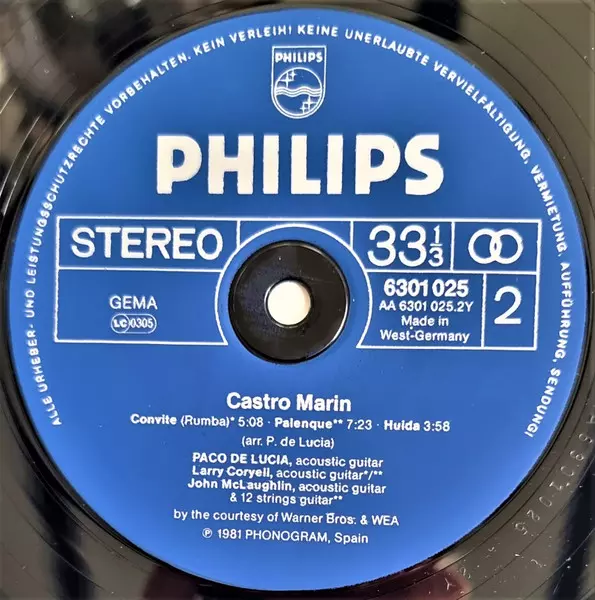 ALLE URHEBER- UND LEISTUNGSSCHUTZRECHTE VORBEHALTEN. KEIN VERLEIH! KEINE UNERLAUBTE VERVIELFÄLTIGUNG, VERMIETUNG, AUFFÜHRUNG, SENDUNG!
PHILIPS
PHILIPS
STEREO
33 1/3
GEMA
LC 0305
6301 025
AA 6301 025.2Y
Made in
West-Germany
2
Castro Marin
Convite (Rumba)* 5:08 · Palenque** 7:23 · Huida 3:58
(arr. P. de Lucia)
PACO DE LUCIA, acoustic guitar
Larry Coryell, acoustic guitar*/**
John McLaughlin, acoustic guitar
& 12 strings guitar**
by the courtesy of Warner Bros. & WEA
℗ 1981 PHONOGRAM, Spain